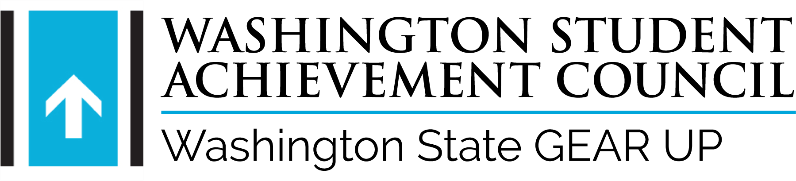 WASHINGTON STUDENT
ACHIEVEMENT COUNCIL
Washington State GEAR UP